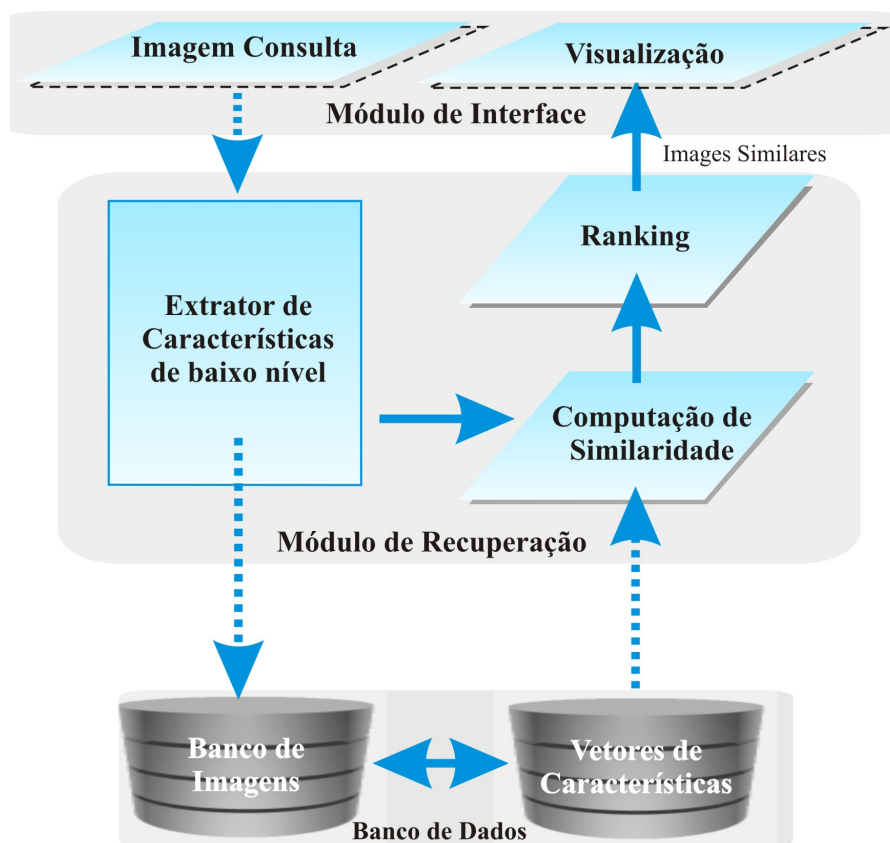 Imagem Consulta
Visualização
Módulo de Interface
Images Similares
Ranking
Extrator de
Características
de baixo nível
Computação de
Similaridade
Módulo de Recuperação
Banco de
Imagens
Vetores de
Características
Banco de Dados